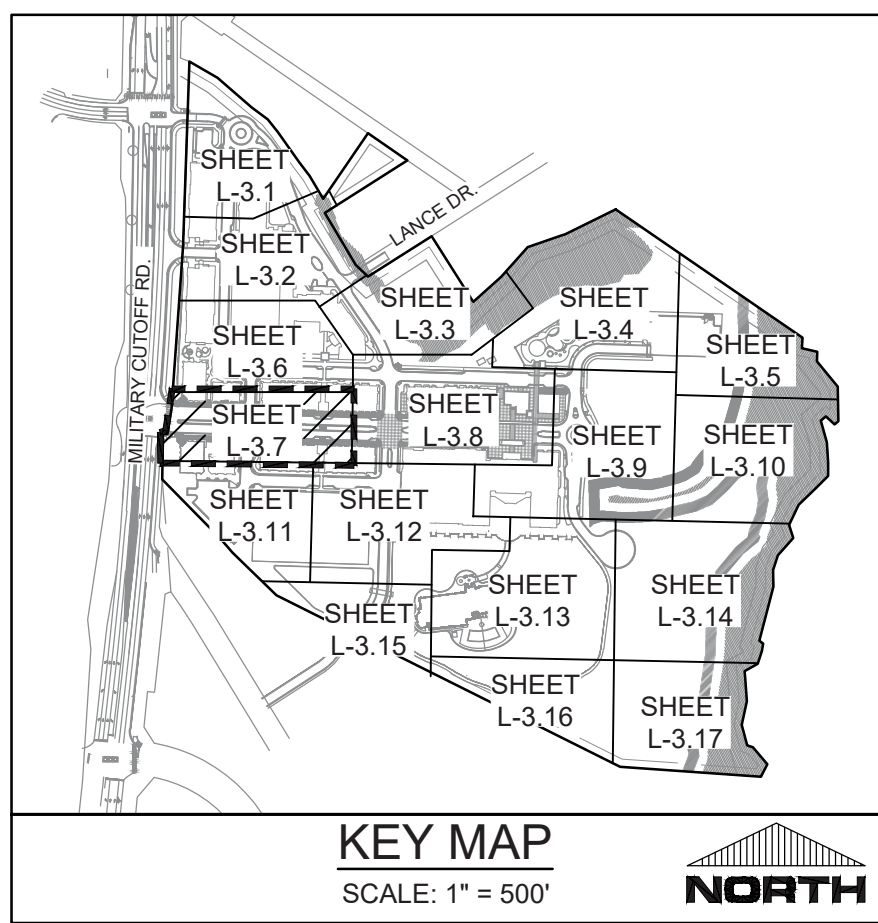 SHEET
L-3.1
SHEET
L-3.2
LANCE DR.
MILITARY CUTOFF RD.
SHEET
L-3.3
SHEET
L-3.4
SHEET
L-3.5
SHEET
L-3.6
SHEET
L-3.7
SHEET
L-3.8
SHEET
L-3.9
SHEET
L-3.10
SHEET
L-3.11
SHEET
L-3.12
SHEET
L-3.13
SHEET
L-3.14
SHEET
L-3.15
SHEET
L-3.16
SHEET
L-3.17
KEY MAP
SCALE: 1" = 500'
NORTH